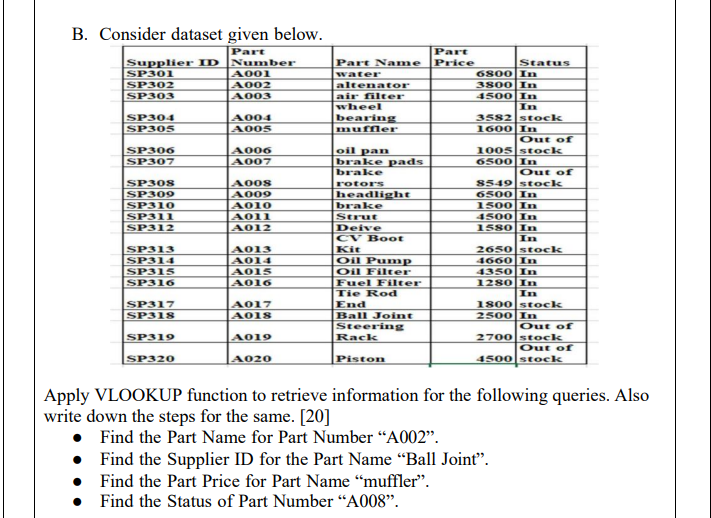 B. Consider dataset given below.
Supplier ID Part Number Part Name Part Price Status
SP301 A001 water 6800 In
SP302 A002 altenator 3800 In
SP303 A003 air filter 4500 In
SP304 A004 wheel bearing 3582 In stock
SP305 A005 muffler 1600 In
SP306 A006 oil pan 1005 Out of stock
SP307 A007 brake pads 6500 In
SP308 A008 brake rotors 8549 Out of stock
SP309 A009 headlight 6500 In
SP310 A010 brake 1500 In
SP311 A011 Strut 4500 In
SP312 A012 Deive 1580 In
SP313 A013 CV Boot Kit 2650 In stock
SP314 A014 Oil Pump 4660 In
SP315 A015 Oil Filter 4350 In
SP316 A016 Fuel Filter 1280 In
SP317 A017 Tie Rod End 1800 In stock
SP318 A018 Ball Joint 2500 In
SP319 A019 Steering Rack 2700 Out of stock
SP320 A020 Piston 4500 Out of stock
Apply VLOOKUP function to retrieve information for the following queries. Also
write down the steps for the same. [20]
● Find the Part Name for Part Number “A002”.
● Find the Supplier ID for the Part Name “Ball Joint”.
● Find the Part Price for Part Name “muffler”.
● Find the Status of Part Number “A008”.